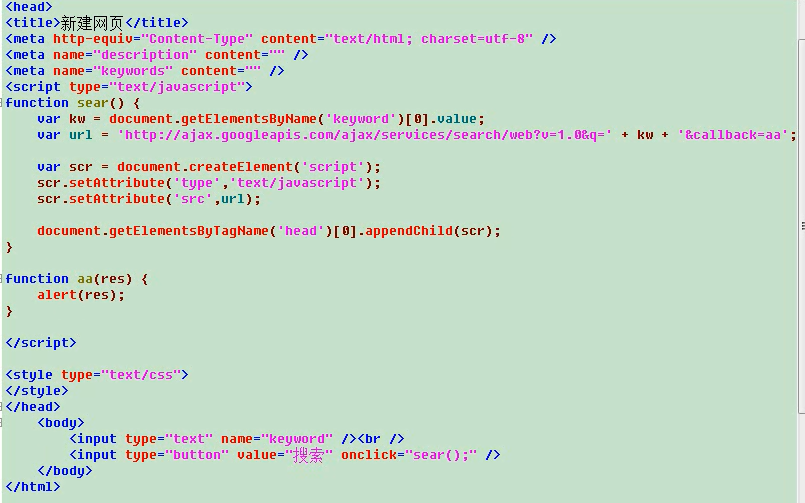 <head>
<title>新建网页</title>
<meta http-equiv="Content-Type" content="text/html; charset=utf-8" />
<meta name="description" content="" />
<meta name="keywords" content="" />
<script type="text/javascript">
function sear() {
    var kw = document.getElementsByName('keyword')[0].value;
    var url = 'http://ajax.googleapis.com/ajax/services/search/web?v=1.0&q=' + kw + '&callback=aa';
    var scr = document.createElement('script');
    scr.setAttribute('type','text/javascript');
    scr.setAttribute('src',url);
    document.getElementsByTagName('head')[0].appendChild(scr);
}
function aa(res) {
    alert(res);
}
</script>
<style type="text/css">
</style>
</head>
    <body>
        <input type="text" name="keyword" /><br />
        <input type="button" value="搜索" onclick="sear();" />
    </body>
</html>